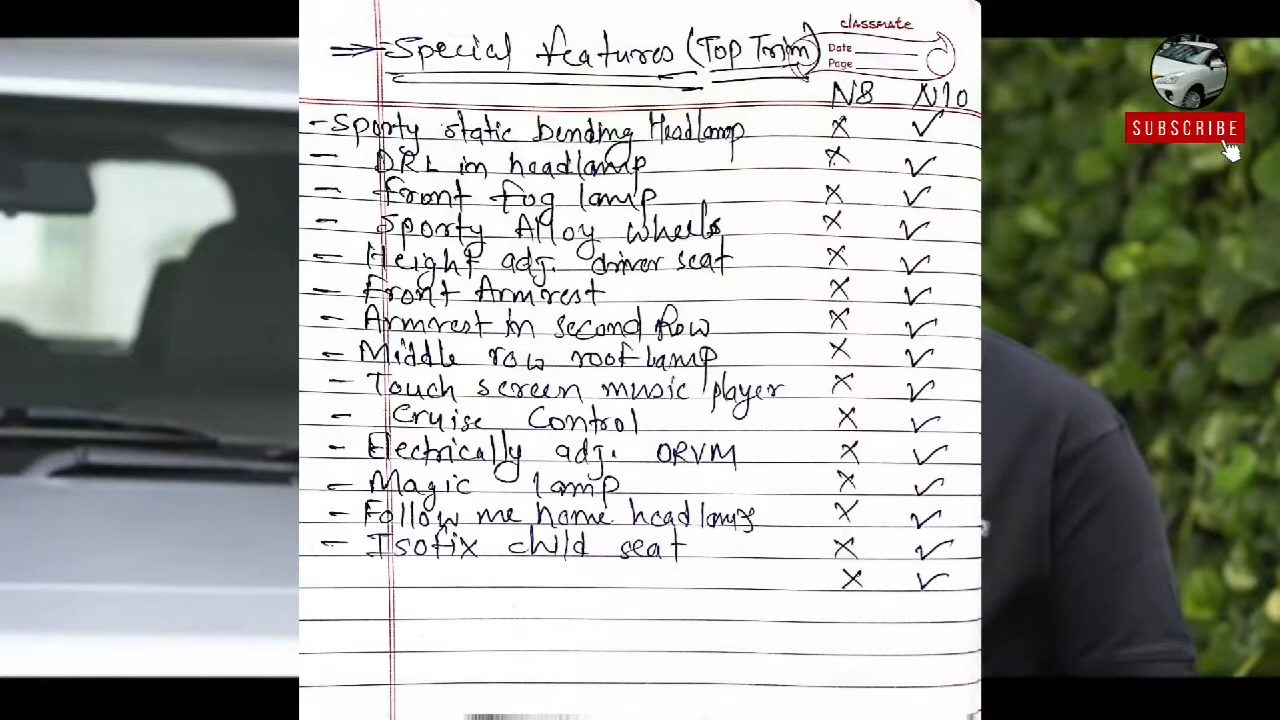 classmate
Date
Page
→ Special features (Top Trim)
N8 N10
- Sporty static bending Headlamp × ✓
- DRL in headlamp × ✓
- Front fog lamp × ✓
- Sporty Alloy wheels × ✓
- Height adj. driver seat × ✓
- Front Armrest × ✓
- Armrest in second Row × ✓
- Middle row roof lamp × ✓
- Touch screen music player × ✓
- Cruise Control × ✓
- Electrically adj. ORVM × ✓
- Magic lamp × ✓
- Follow me home headlamps × ✓
- Isofix child seat × ✓
× ✓
SUBSCRIBE